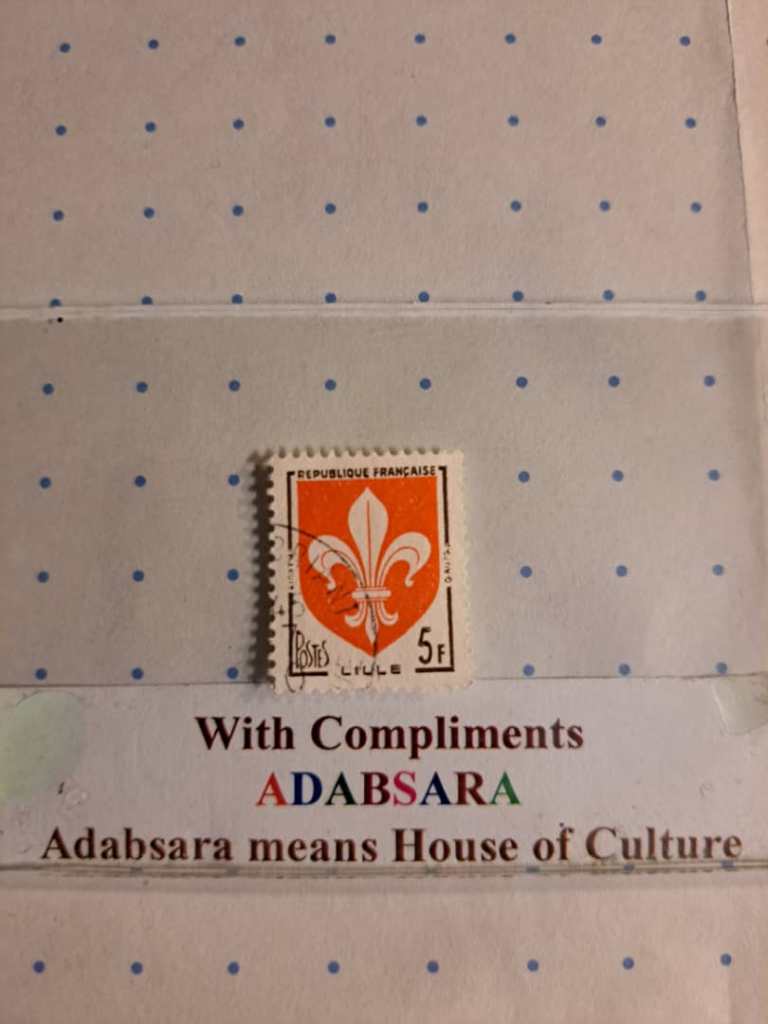 REPUBLIQUE FRANÇAISE
POSTES
LILLE
5F
With Compliments
ADABSARA
Adabsara means House of Culture